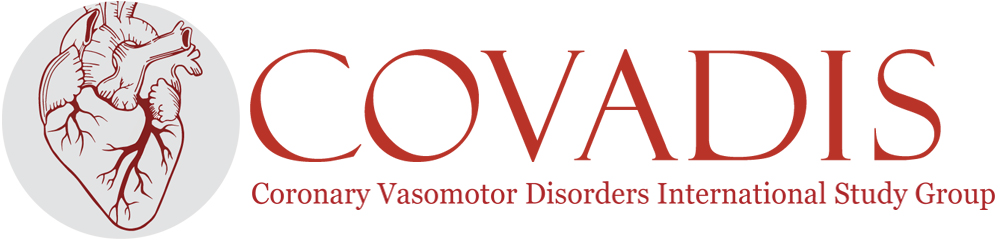 COVADIS
Coronary Vasomotor Disorders International Study Group